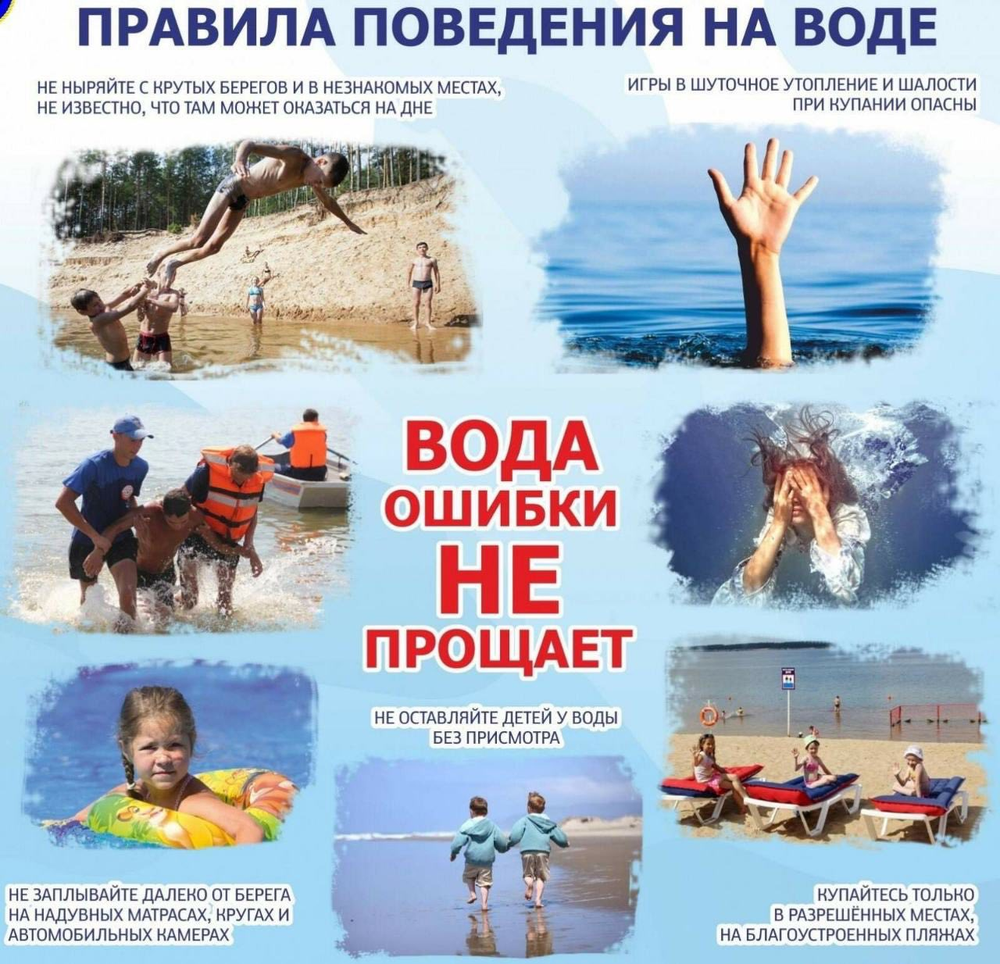 ПРАВИЛА ПОВЕДЕНИЯ НА ВОДЕ
НЕ НЫРЯЙТЕ С КРУТЫХ БЕРЕГОВ И В НЕЗНАКОМЫХ МЕСТАХ,
НЕ ИЗВЕСТНО, ЧТО ТАМ МОЖЕТ ОКАЗАТЬСЯ НА ДНЕ
ИГРЫ В ШУТОЧНОЕ УТОПЛЕНИЕ И ШАЛОСТИ
ПРИ КУПАНИИ ОПАСНЫ
ВОДА
ОШИБКИ
НЕ
ПРОЩАЕТ
НЕ ОСТАВЛЯЙТЕ ДЕТЕЙ У ВОДЫ
БЕЗ ПРИСМОТРА
НЕ ЗАПЛЫВАЙТЕ ДАЛЕКО ОТ БЕРЕГА
НА НАДУВНЫХ МАТРАСАХ, КРУГАХ И
АВТОМОБИЛЬНЫХ КАМЕРАХ
КУПАЙТЕСЬ ТОЛЬКО
В РАЗРЕШЁННЫХ МЕСТАХ,
НА БЛАГОУСТРОЕННЫХ ПЛЯЖАХ